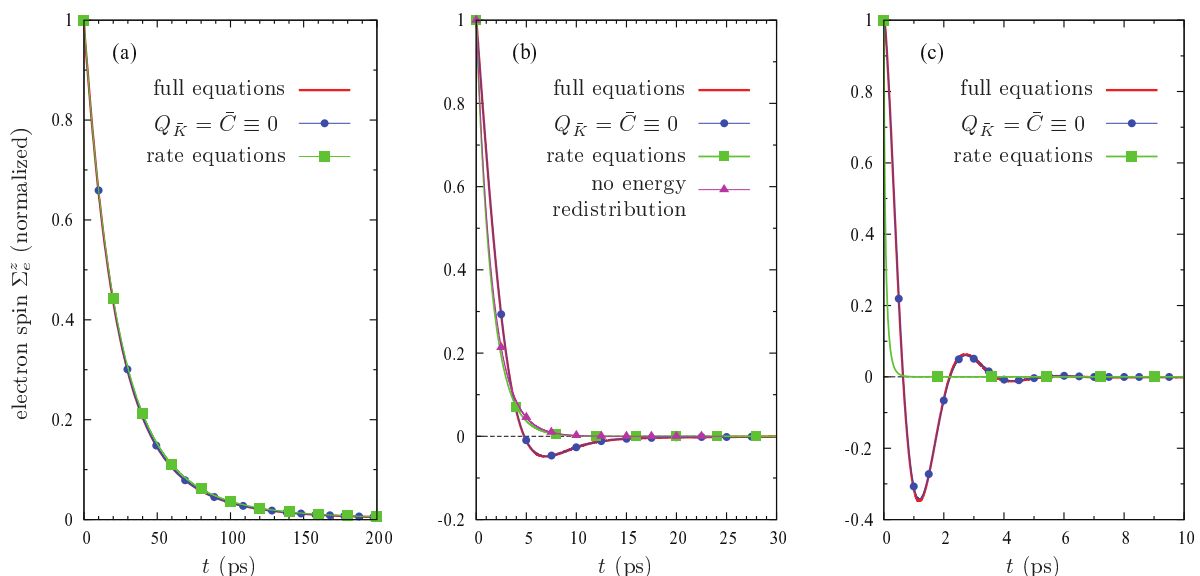 electron spin Σ_e^z (normalized)
1
0.8
0.6
0.4
0.2
0
0
50
100
150
200
t (ps)
(a)
full equations
Q_K̄ = C̄ ≡ 0
rate equations
1
0.8
0.6
0.4
0.2
0
-0.2
0
5
10
15
20
25
30
t (ps)
(b)
full equations
Q_K̄ = C̄ ≡ 0
rate equations
no energy
redistribution
1
0.8
0.6
0.4
0.2
0
-0.2
-0.4
0
2
4
6
8
10
t (ps)
(c)
full equations
Q_K̄ = C̄ ≡ 0
rate equations